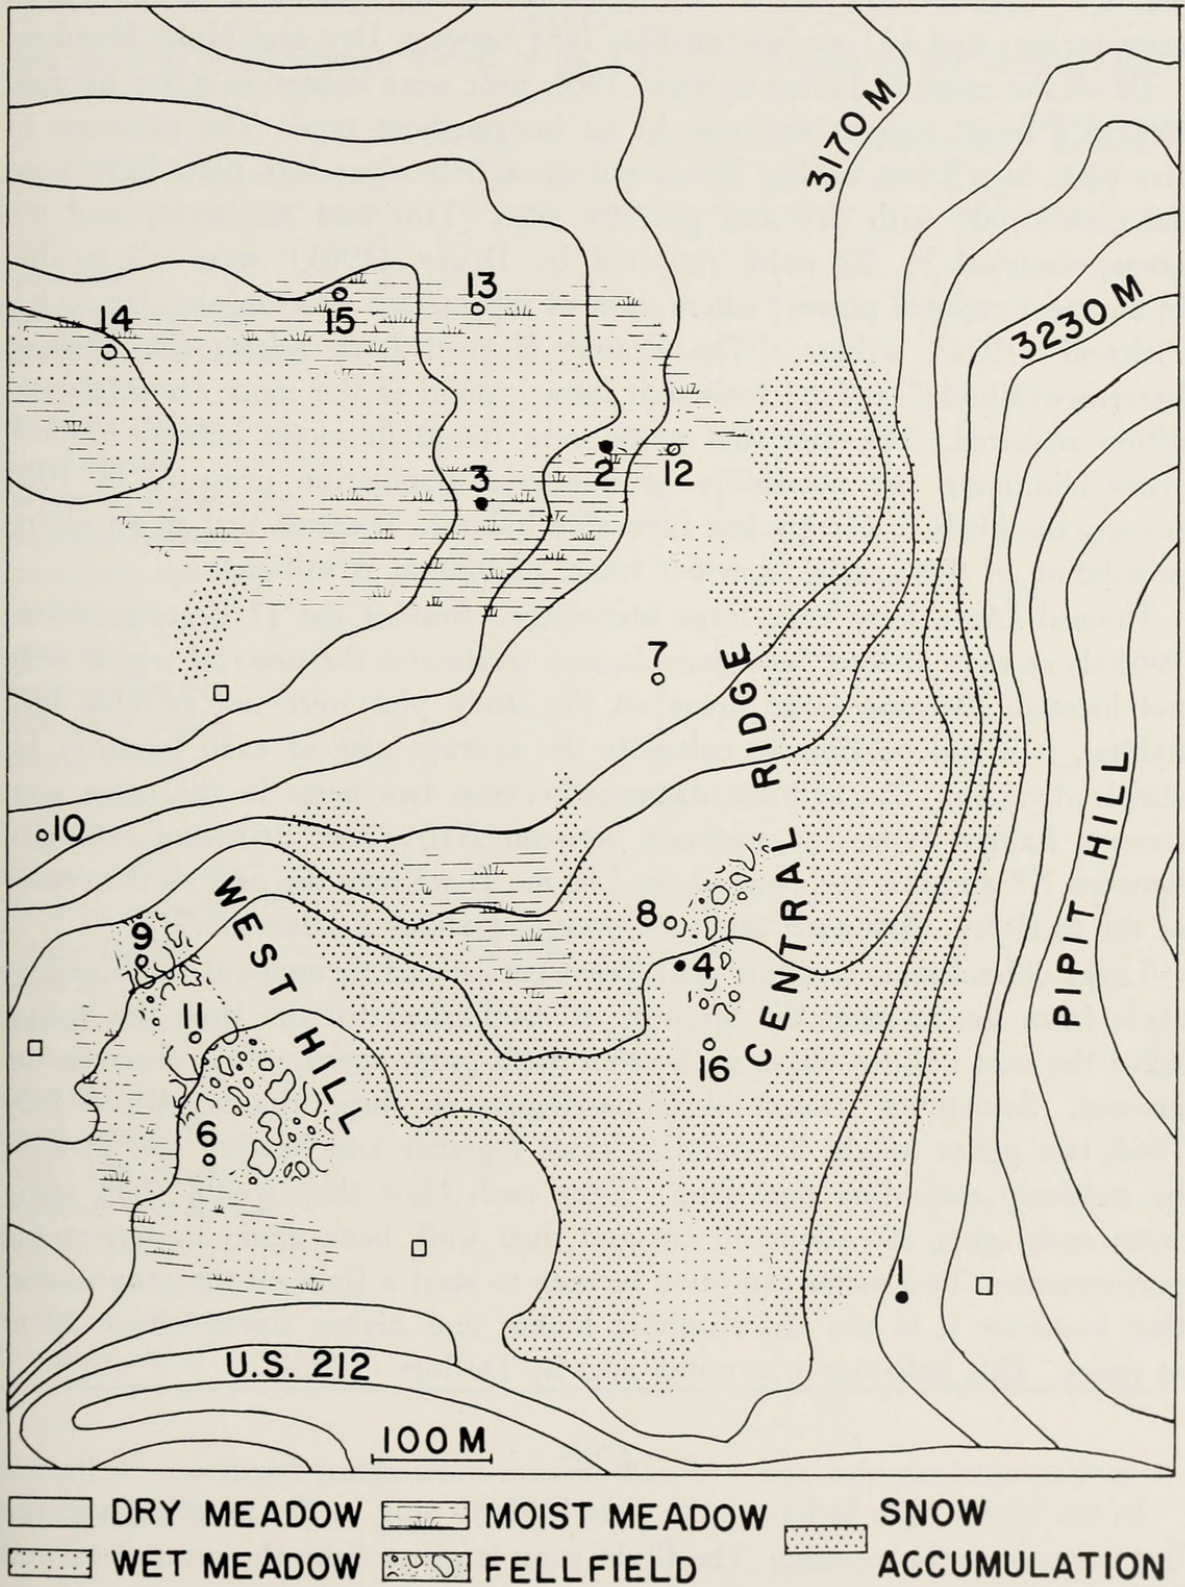 3170 M
3230 M
13
14
15
3
2
12
7
RIDGE
10
PIPIT HILL
WEST HILL
CENTRAL
8
9
4
11
16
6
1
U.S. 212
100 M
DRY MEADOW
MOIST MEADOW
SNOW
ACCUMULATION
WET MEADOW
FELLFIELD